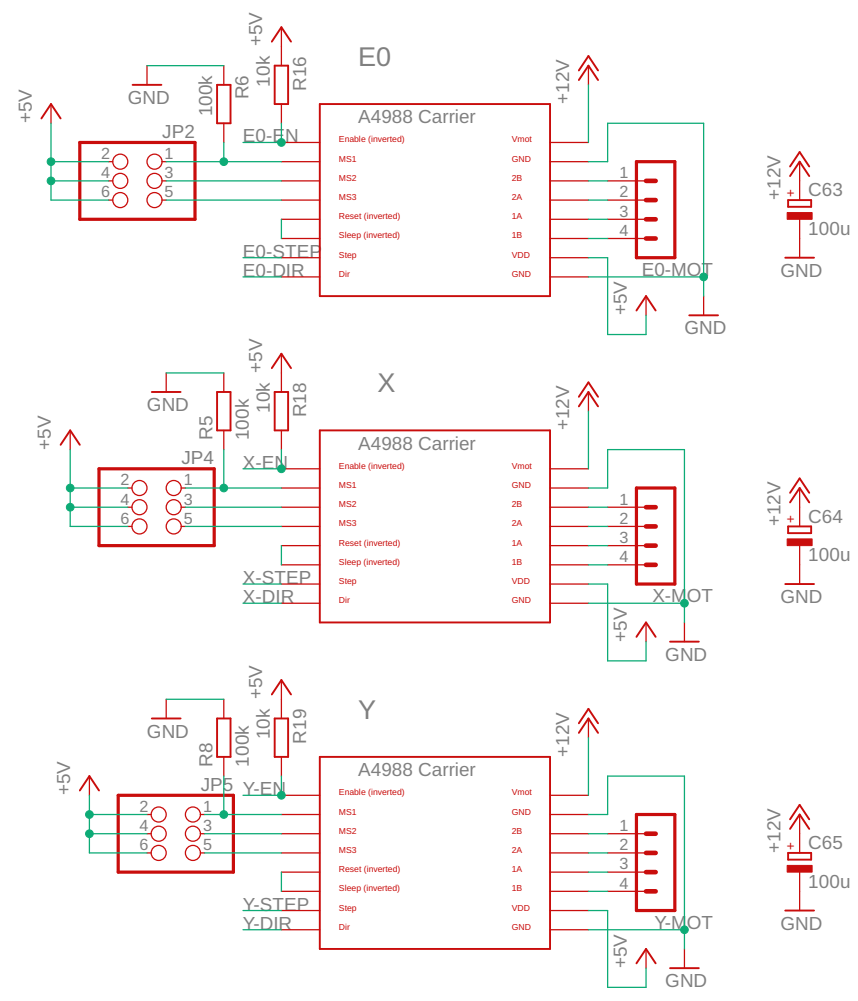 E0
+5V
GND
100k
R6
+5V
10k
R16
+12V
JP2
2 1
4 3
6 5
E0-EN
E0-STEP
E0-DIR
A4988 Carrier
Enable (inverted) Vmot
MS1 GND
MS2 2B
MS3 2A
Reset (inverted) 1A
Sleep (inverted) 1B
Step VDD
Dir GND
1
2
3
4
E0-MOT
+5V
GND
+12V
+
C63
100u
GND
X
+5V
GND
R5
100k
+5V
10k
R18
+12V
JP4
2 1
4 3
6 5
X-EN
X-STEP
X-DIR
A4988 Carrier
Enable (inverted) Vmot
MS1 GND
MS2 2B
MS3 2A
Reset (inverted) 1A
Sleep (inverted) 1B
Step VDD
Dir GND
1
2
3
4
X-MOT
+5V
GND
+12V
+
C64
100u
GND
Y
+5V
GND
R8
100k
+5V
10k
R19
+12V
JP5
2 1
4 3
6 5
Y-EN
Y-STEP
Y-DIR
A4988 Carrier
Enable (inverted) Vmot
MS1 GND
MS2 2B
MS3 2A
Reset (inverted) 1A
Sleep (inverted) 1B
Step VDD
Dir GND
1
2
3
4
Y-MOT
+5V
GND
+12V
+
C65
100u
GND